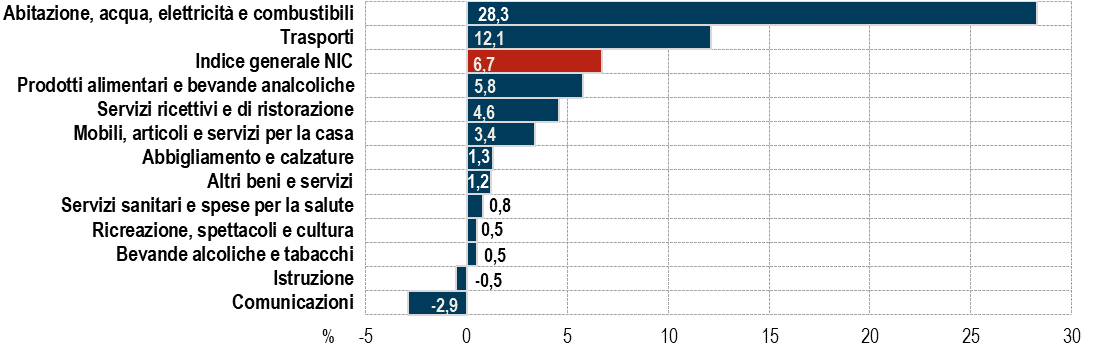 Abitazione, acqua, elettricità e combustibili 28,3
Trasporti 12,1
Indice generale NIC 6,7
Prodotti alimentari e bevande analcoliche 5,8
Servizi ricettivi e di ristorazione 4,6
Mobili, articoli e servizi per la casa 3,4
Abbigliamento e calzature 1,3
Altri beni e servizi 1,2
Servizi sanitari e spese per la salute 0,8
Ricreazione, spettacoli e cultura 0,5
Bevande alcoliche e tabacchi 0,5
Istruzione -0,5
Comunicazioni -2,9
% -5 0 5 10 15 20 25 30